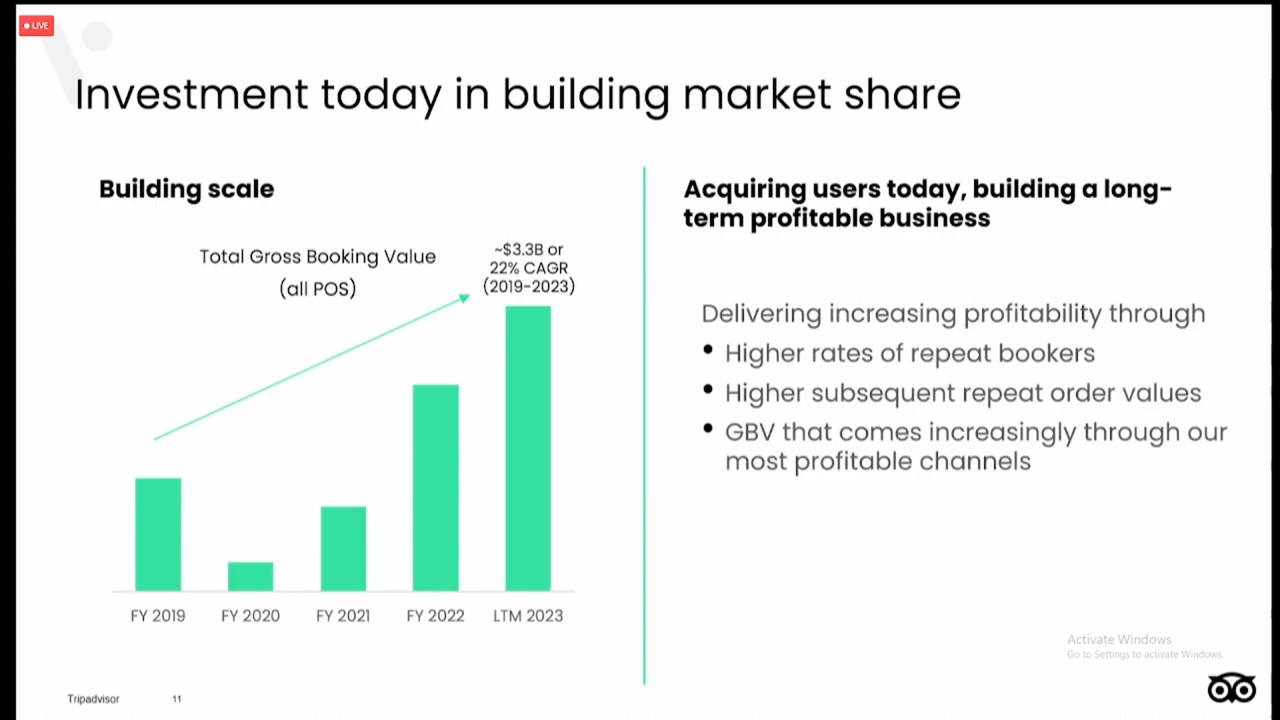 LIVE
Investment today in building market share
Building scale
Total Gross Booking Value
(all POS)
~$3.3B or
22% CAGR
(2019-2023)
FY 2019
FY 2020
FY 2021
FY 2022
LTM 2023
Acquiring users today, building a long-
term profitable business
Delivering increasing profitability through
• Higher rates of repeat bookers
• Higher subsequent repeat order values
• GBV that comes increasingly through our
most profitable channels
Activate Windows
Go to Settings to activate Windows.
Tripadvisor 11